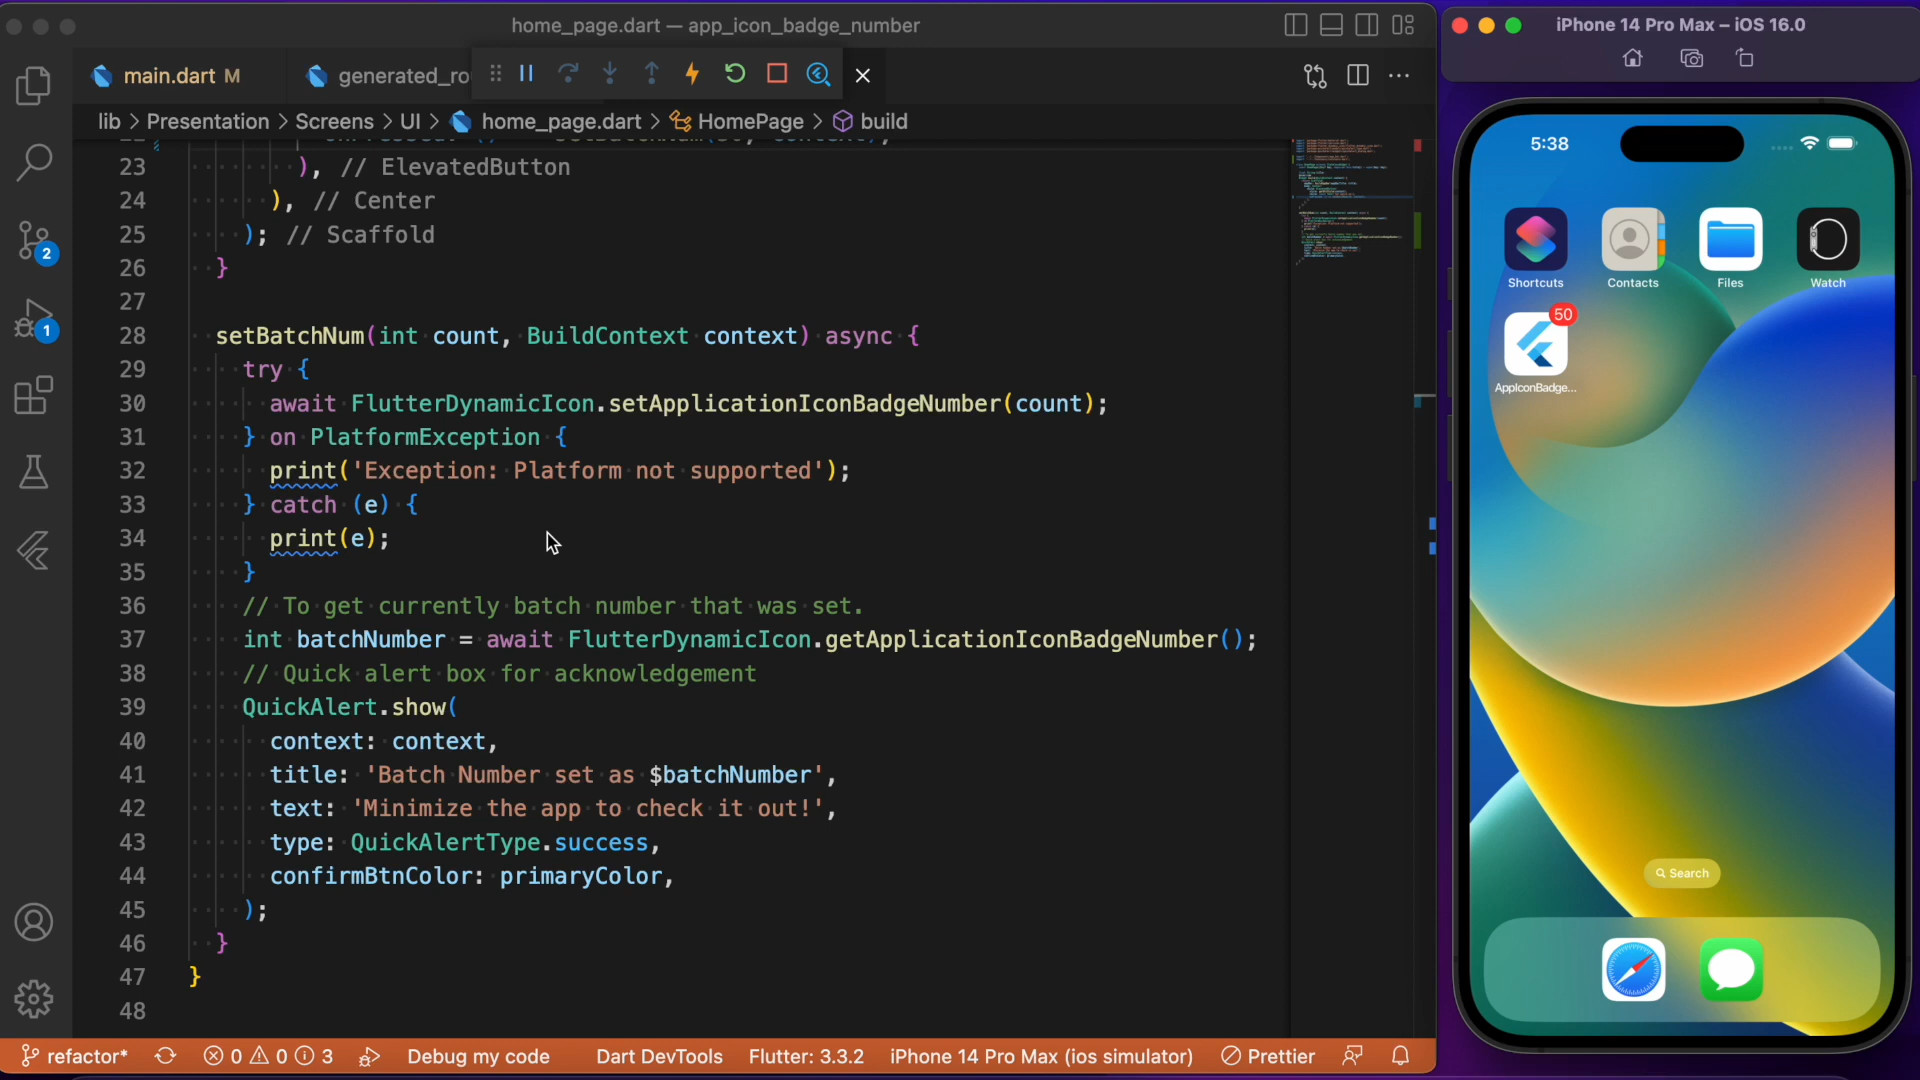 home_page.dart — app_icon_badge_number
main.dart M
generated_ro
lib > Presentation > Screens > UI > home_page.dart > HomePage > build
23 ), // ElevatedButton
24 ), // Center
25 ); // Scaffold
26 }
27
28 setBatchNum(int count, BuildContext context) async {
29 try {
30 await FlutterDynamicIcon.setApplicationIconBadgeNumber(count);
31 } on PlatformException {
32 print('Exception: Platform not supported');
33 } catch (e) {
34 print(e);
35 }
36 // To get currently batch number that was set.
37 int batchNumber = await FlutterDynamicIcon.getApplicationIconBadgeNumber();
38 // Quick alert box for acknowledgement
39 QuickAlert.show(
40 context: context,
41 title: 'Batch Number set as $batchNumber',
42 text: 'Minimize the app to check it out!',
43 type: QuickAlertType.success,
44 confirmBtnColor: primaryColor,
45 );
46 }
47 }
48
2
1
refactor* 0 0 3 Debug my code Dart DevTools Flutter: 3.3.2 iPhone 14 Pro Max (ios simulator) Prettier
iPhone 14 Pro Max – iOS 16.0
5:38
Shortcuts Contacts Files Watch
50
AppIconBadge...
Search